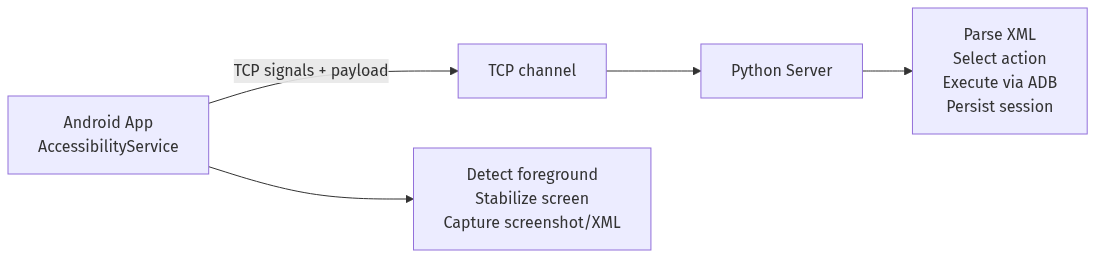 Android App
AccessibilityService
TCP signals + payload
TCP channel
Python Server
Parse XML
Select action
Execute via ADB
Persist session
Detect foreground
Stabilize screen
Capture screenshot/XML